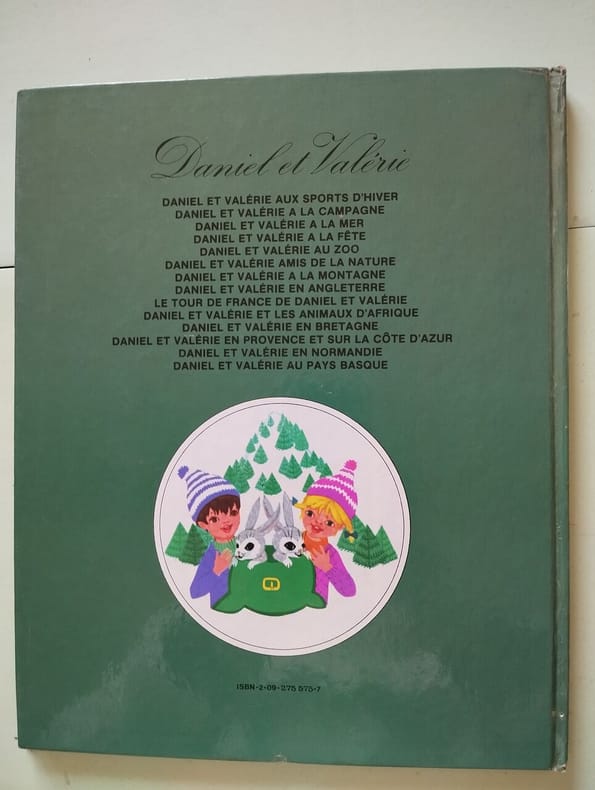 Daniel et Valérie
DANIEL ET VALÉRIE AUX SPORTS D'HIVER
DANIEL ET VALÉRIE A LA CAMPAGNE
DANIEL ET VALÉRIE A LA MER
DANIEL ET VALÉRIE A LA FÊTE
DANIEL ET VALÉRIE AU ZOO
DANIEL ET VALÉRIE AMIS DE LA NATURE
DANIEL ET VALÉRIE A LA MONTAGNE
DANIEL ET VALÉRIE EN ANGLETERRE
LE TOUR DE FRANCE DE DANIEL ET VALÉRIE
DANIEL ET VALÉRIE ET LES ANIMAUX D'AFRIQUE
DANIEL ET VALÉRIE EN BRETAGNE
DANIEL ET VALÉRIE EN PROVENCE ET SUR LA CÔTE D'AZUR
DANIEL ET VALÉRIE EN NORMANDIE
DANIEL ET VALÉRIE AU PAYS BASQUE
ISBN-2-09-275 575-7